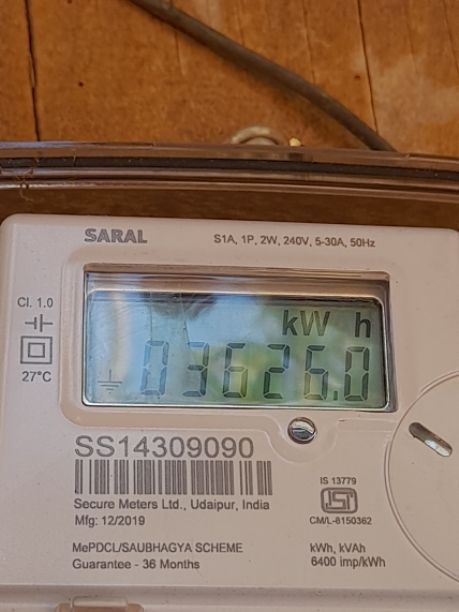 SARAL
S1A, 1P, 2W, 240V, 5-30A, 50Hz
Cl. 1.0
27°C
kW h
03626.0
SS14309090
Secure Meters Ltd., Udaipur, India
Mfg: 12/2019
IS 13779
ISI
CM/L-8150362
MePDCL/SAUBHAGYA SCHEME
Guarantee - 36 Months
kWh, kVAh
6400 imp/kWh